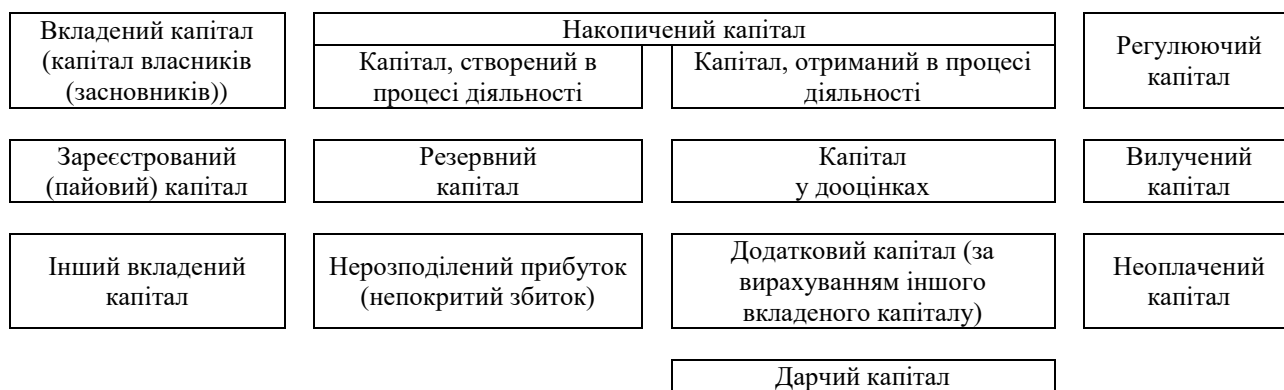 Вкладений капітал
(капітал власників
(засновників))
Накопичений капітал
Капітал, створений в
процесі діяльності
Капітал, отриманий в процесі
діяльності
Регулюючий
капітал
Зареєстрований
(пайовий) капітал
Резервний
капітал
Капітал
у дооцінках
Вилучений
капітал
Інший вкладений
капітал
Нерозподілений прибуток
(непокритий збиток)
Додатковий капітал (за
вирахуванням іншого
вкладеного капіталу)
Неоплачений
капітал
Дарчий капітал